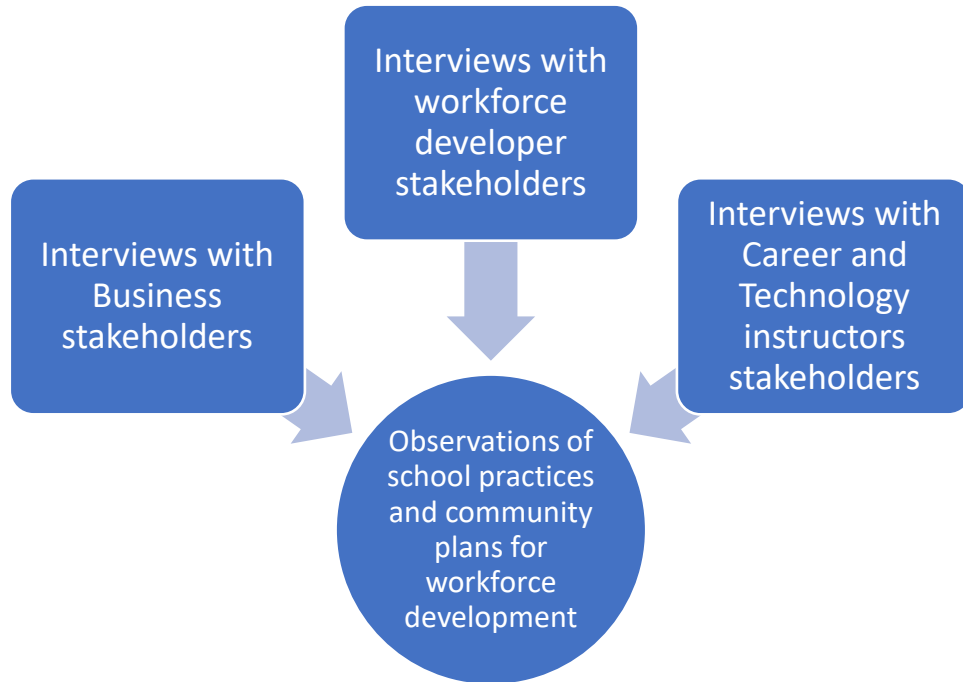 Interviews with
workforce
developer
stakeholders
Interviews with
Business
stakeholders
Interviews with
Career and
Technology
instructors
stakeholders
Observations of
school practices
and community
plans for
workforce
development